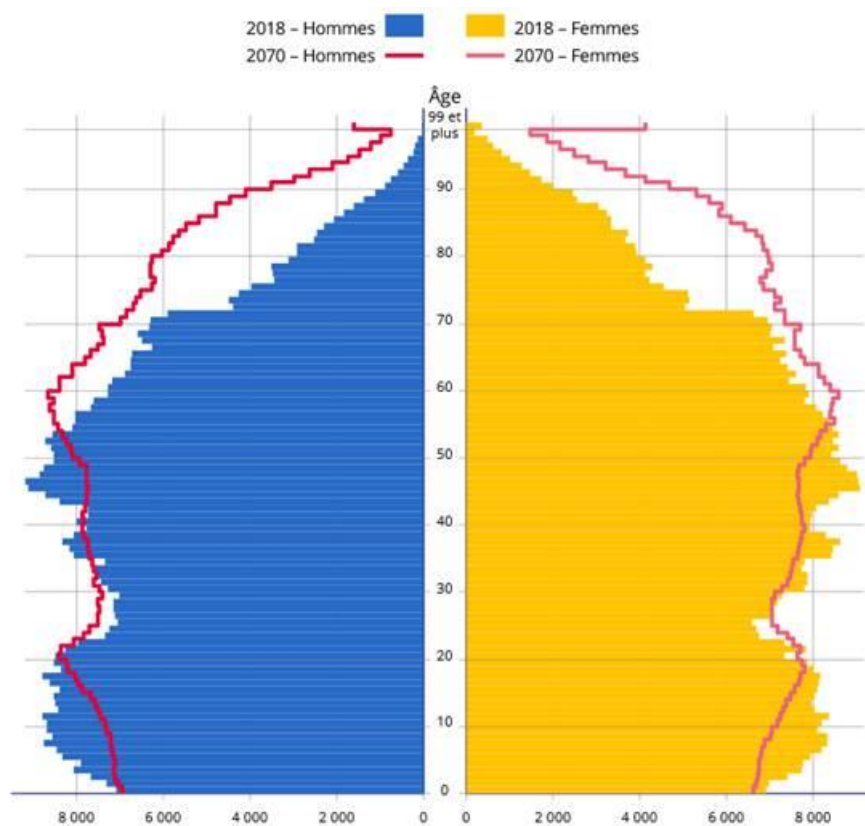 2018 – Hommes 2018 – Femmes
2070 – Hommes 2070 – Femmes
Âge
99 et
plus
90
80
70
60
50
40
30
20
10
0
8 000 6 000 4 000 2 000 0 0 2 000 4 000 6 000 8 000